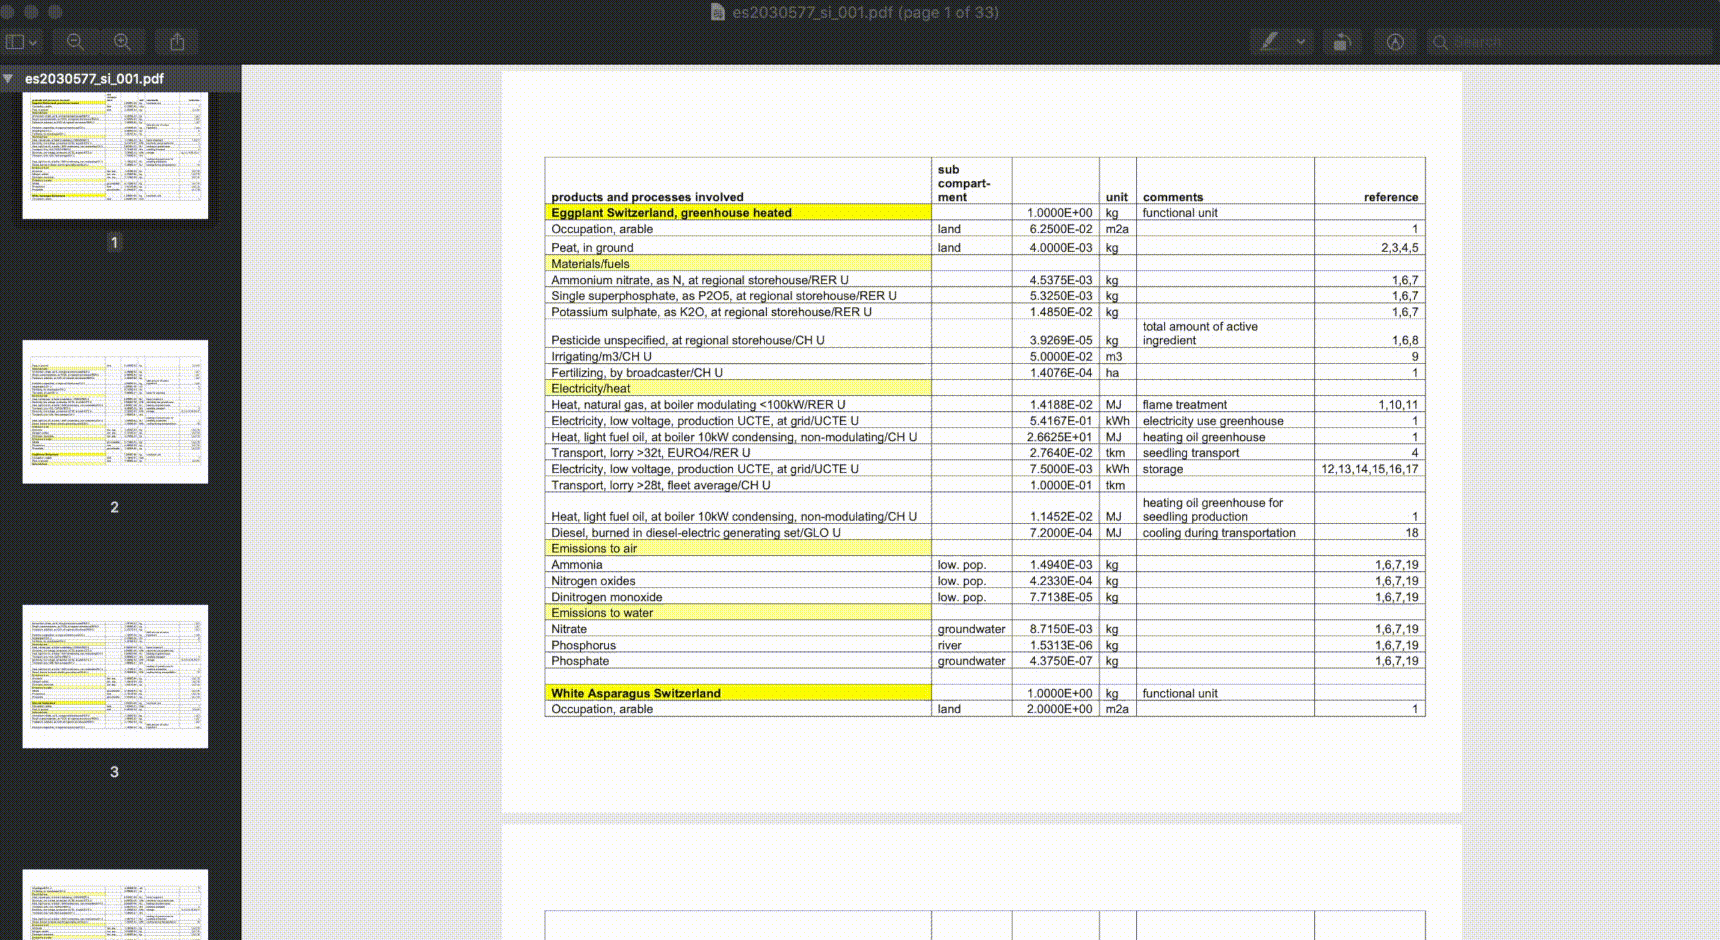 es2030577_si_001.pdf (page 1 of 33)
Search
es2030577_si_001.pdf
1
2
3
products and processes involved sub compart-ment unit comments reference
Eggplant Switzerland, greenhouse heated 1.0000E+00 kg functional unit
Occupation, arable land 6.2500E-02 m2a 1
Peat, in ground land 4.0000E-03 kg 2,3,4,5
Materials/fuels
Ammonium nitrate, as N, at regional storehouse/RER U 4.5375E-03 kg 1,6,7
Single superphosphate, as P2O5, at regional storehouse/RER U 5.3250E-03 kg 1,6,7
Potassium sulphate, as K2O, at regional storehouse/RER U 1.4850E-02 kg 1,6,7
Pesticide unspecified, at regional storehouse/CH U 3.9269E-05 kg total amount of active ingredient 1,6,8
Irrigating/m3/CH U 5.0000E-02 m3 9
Fertilizing, by broadcaster/CH U 1.4076E-04 ha 1
Electricity/heat
Heat, natural gas, at boiler modulating <100kW/RER U 1.4188E-02 MJ flame treatment 1,10,11
Electricity, low voltage, production UCTE, at grid/UCTE U 5.4167E-01 kWh electricity use greenhouse 1
Heat, light fuel oil, at boiler 10kW condensing, non-modulating/CH U 2.6625E+01 MJ heating oil greenhouse 1
Transport, lorry >32t, EURO4/RER U 2.7640E-02 tkm seedling transport 4
Electricity, low voltage, production UCTE, at grid/UCTE U 7.5000E-03 kWh storage 12,13,14,15,16,17
Transport, lorry >28t, fleet average/CH U 1.0000E-01 tkm
Heat, light fuel oil, at boiler 10kW condensing, non-modulating/CH U 1.1452E-02 MJ heating oil greenhouse for seedling production 1
Diesel, burned in diesel-electric generating set/GLO U 7.2000E-04 MJ cooling during transportation 18
Emissions to air
Ammonia low. pop. 1.4940E-03 kg 1,6,7,19
Nitrogen oxides low. pop. 4.2330E-04 kg 1,6,7,19
Dinitrogen monoxide low. pop. 7.7138E-05 kg 1,6,7,19
Emissions to water
Nitrate groundwater 8.7150E-03 kg 1,6,7,19
Phosphorus river 1.5313E-06 kg 1,6,7,19
Phosphate groundwater 4.3750E-07 kg 1,6,7,19
White Asparagus Switzerland 1.0000E+00 kg functional unit
Occupation, arable land 2.0000E+00 m2a 1